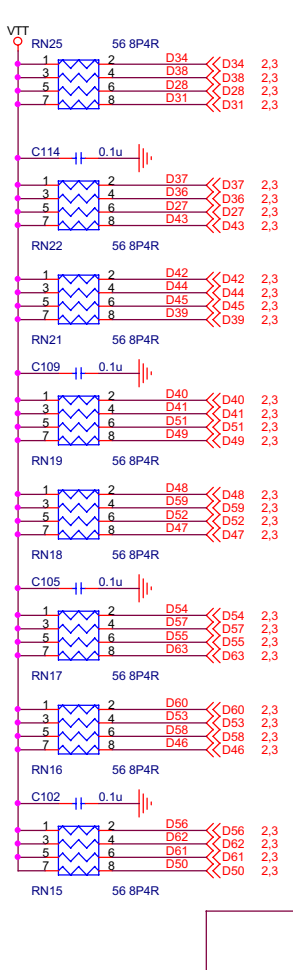 VTT
RN25 56 8P4R
1 2 D34 D34 2,3
3 4 D38 D38 2,3
5 6 D28 D28 2,3
7 8 D31 D31 2,3
C114 0.1u
1 2 D37 D37 2,3
3 4 D36 D36 2,3
5 6 D27 D27 2,3
7 8 D43 D43 2,3
RN22 56 8P4R
1 2 D42 D42 2,3
3 4 D44 D44 2,3
5 6 D45 D45 2,3
7 8 D39 D39 2,3
RN21 56 8P4R
C109 0.1u
1 2 D40 D40 2,3
3 4 D41 D41 2,3
5 6 D51 D51 2,3
7 8 D49 D49 2,3
RN19 56 8P4R
1 2 D48 D48 2,3
3 4 D59 D59 2,3
5 6 D52 D52 2,3
7 8 D47 D47 2,3
RN18 56 8P4R
C105 0.1u
1 2 D54 D54 2,3
3 4 D57 D57 2,3
5 6 D55 D55 2,3
7 8 D63 D63 2,3
RN17 56 8P4R
1 2 D60 D60 2,3
3 4 D53 D53 2,3
5 6 D58 D58 2,3
7 8 D46 D46 2,3
RN16 56 8P4R
C102 0.1u
1 2 D56 D56 2,3
3 4 D62 D62 2,3
5 6 D61 D61 2,3
7 8 D50 D50 2,3
RN15 56 8P4R